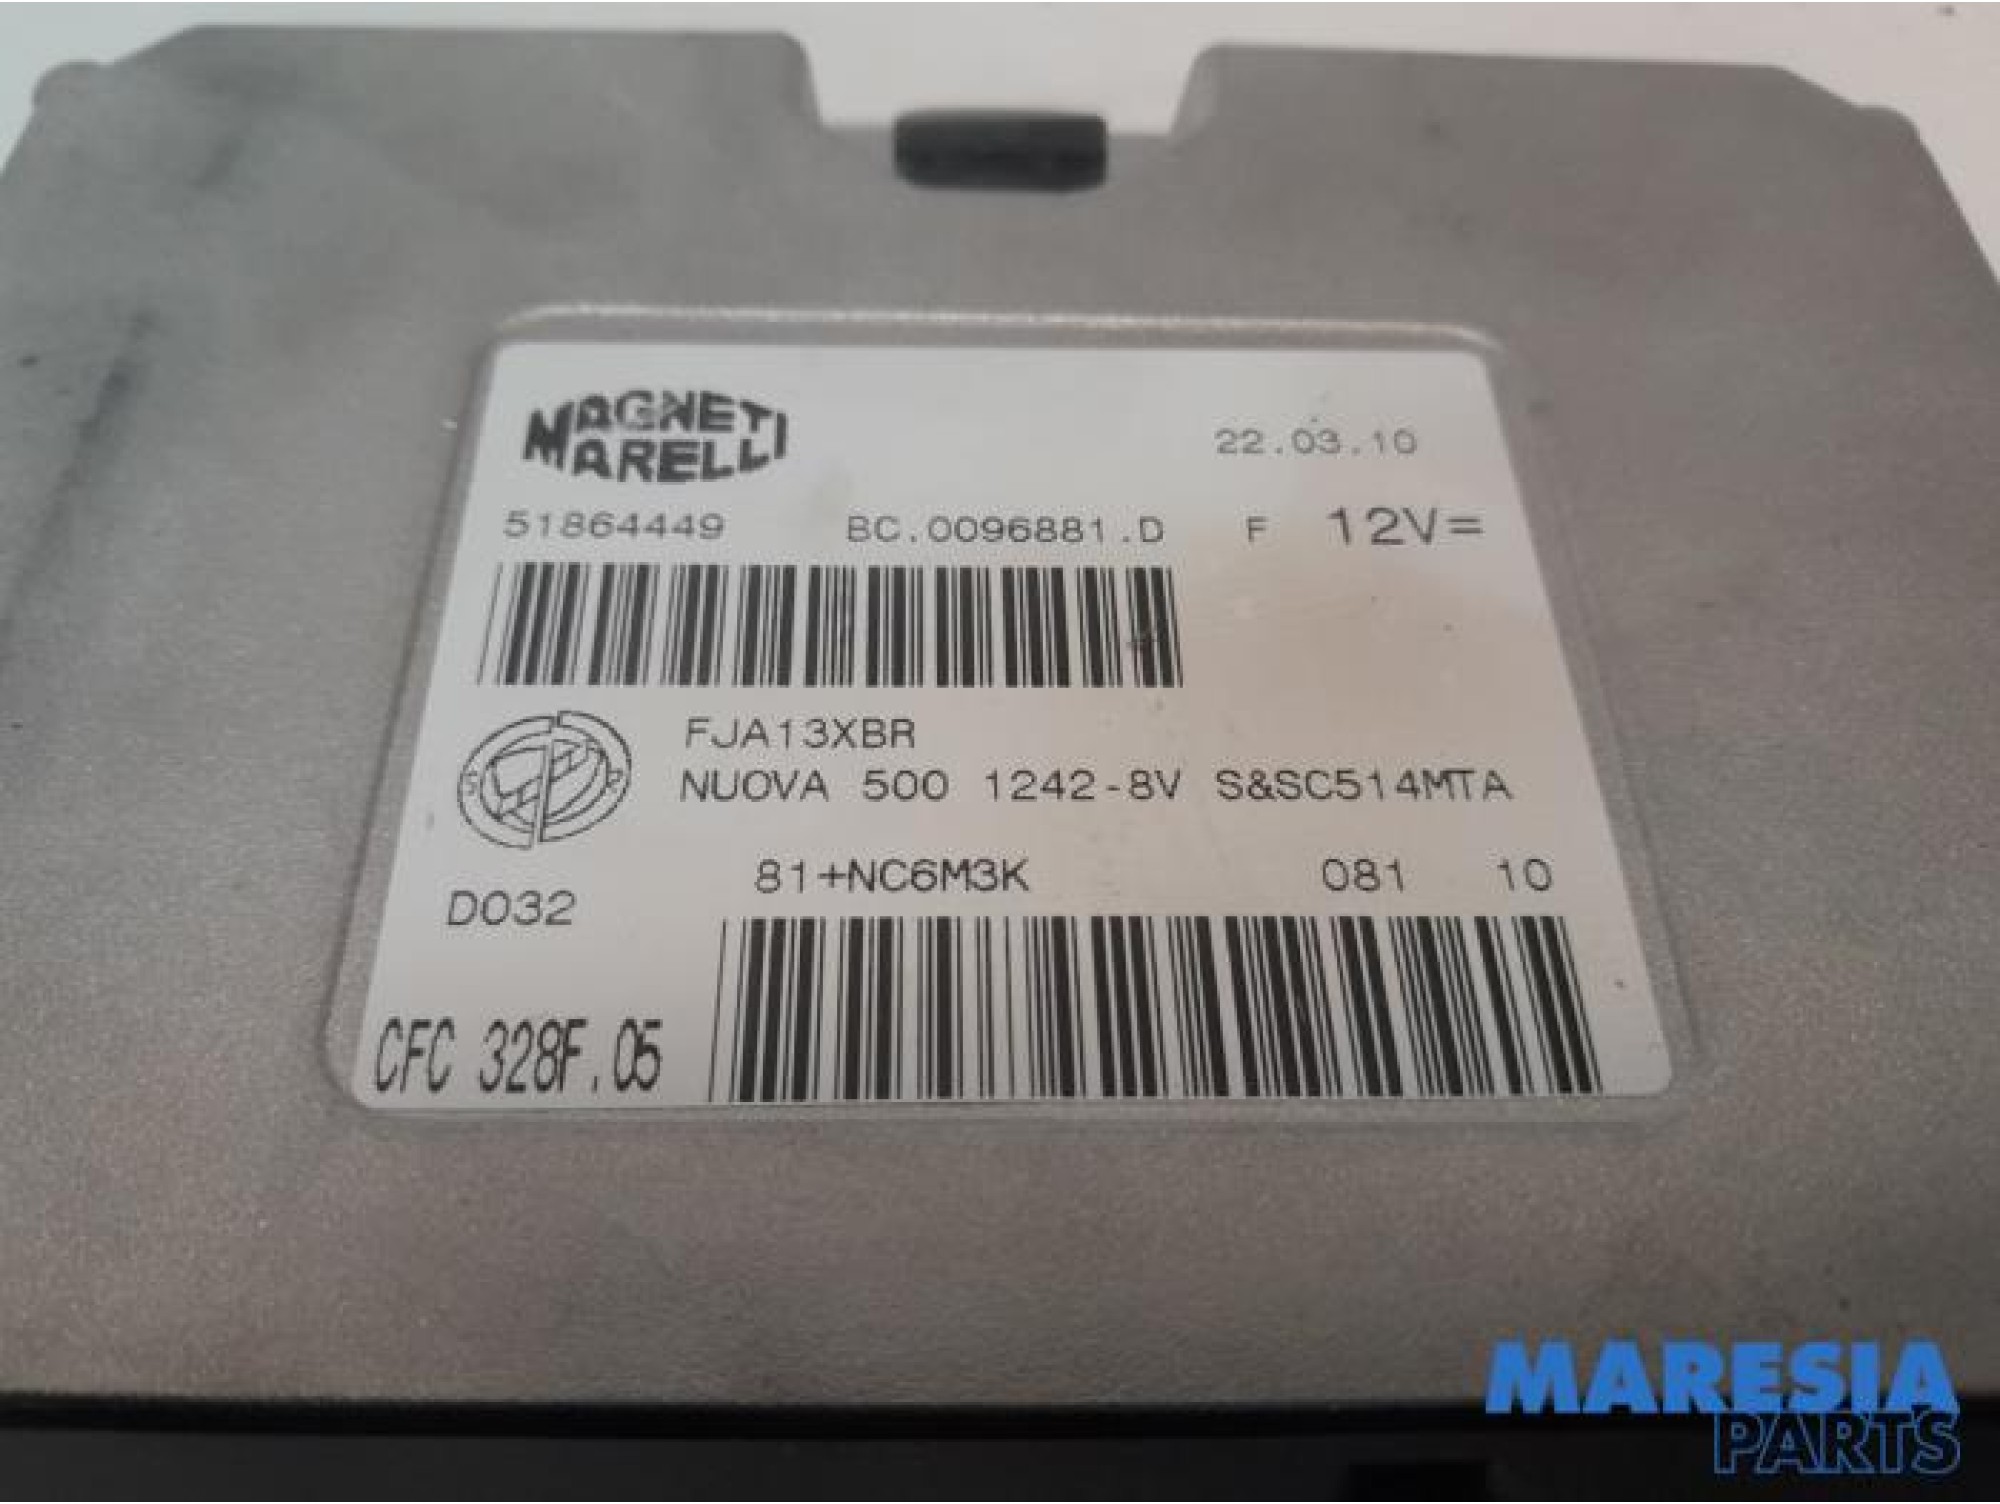 MAGNETI
MARELLI
22.03.10
51864449 BC.0096881.D F 12V=
FJA13XBR
NUOVA 500 1242-8V S&SC514MTA
81+NC6M3K 081 10
D032
CFC 328F.05
MARESIA
PARTS